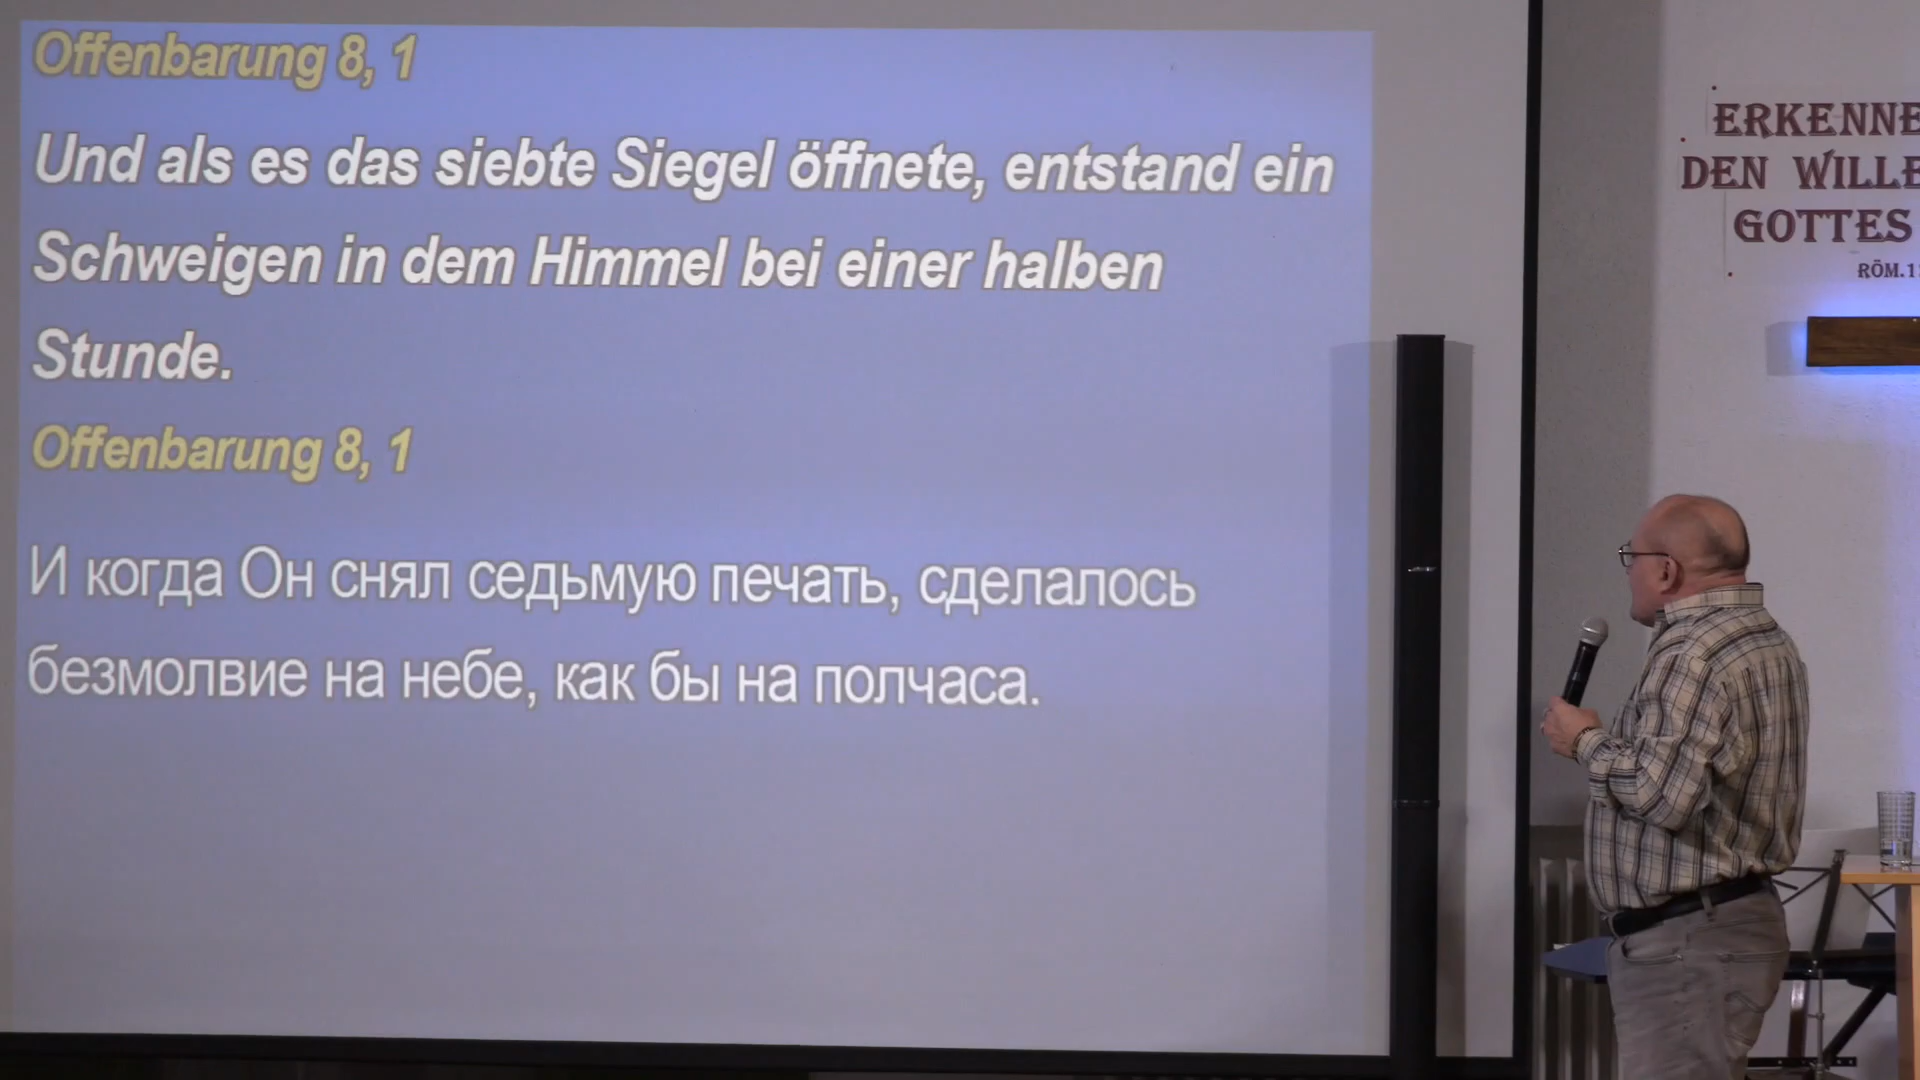 Offenbarung 8, 1
Und als es das siebte Siegel öffnete, entstand ein
Schweigen in dem Himmel bei einer halben
Stunde.
Offenbarung 8, 1
И когда Он снял седьмую печать, сделалось
безмолвие на небе, как бы на полчаса.
ERKENNE
DEN WILLE
GOTTES
RÖM.1